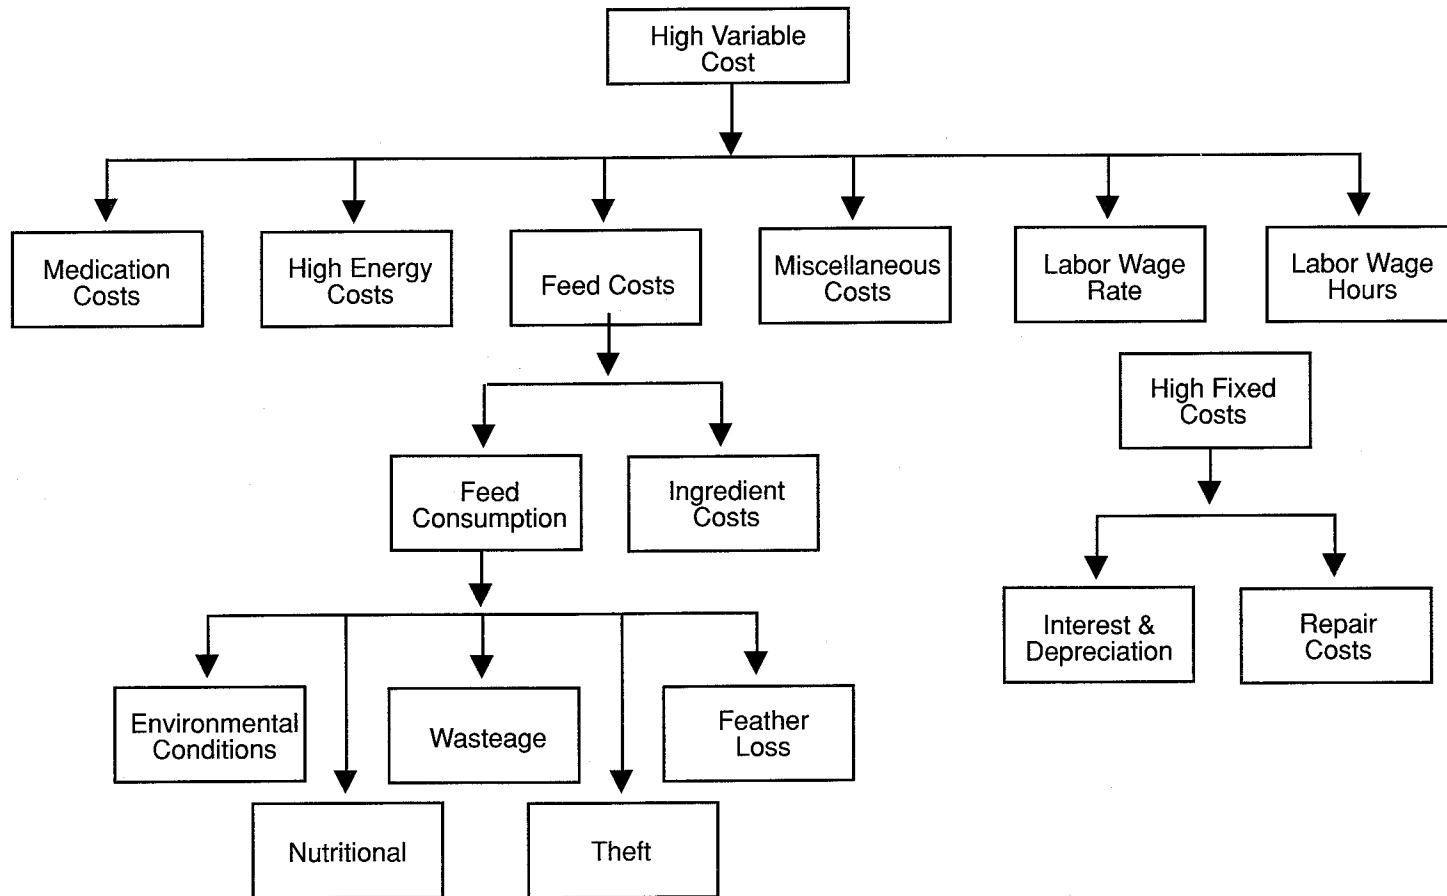 High Variable
Cost
Medication
Costs
High Energy
Costs
Feed Costs
Miscellaneous
Costs
Labor Wage
Rate
Labor Wage
Hours
High Fixed
Costs
Feed
Consumption
Ingredient
Costs
Interest &
Depreciation
Repair
Costs
Environmental
Conditions
Wasteage
Feather
Loss
Nutritional
Theft